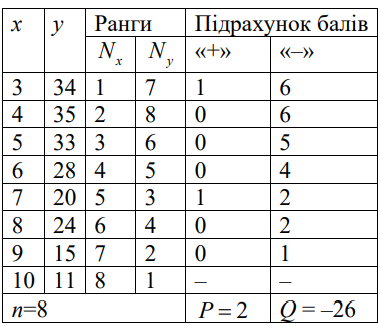 x y Ранги Підрахунок балів
N_x N_y «+» «–»
3 34 1 7 1 6
4 35 2 8 0 6
5 33 3 6 0 5
6 28 4 5 0 4
7 20 5 3 1 2
8 24 6 4 0 2
9 15 7 2 0 1
10 11 8 1 – –
n=8 P = 2 Q = –26